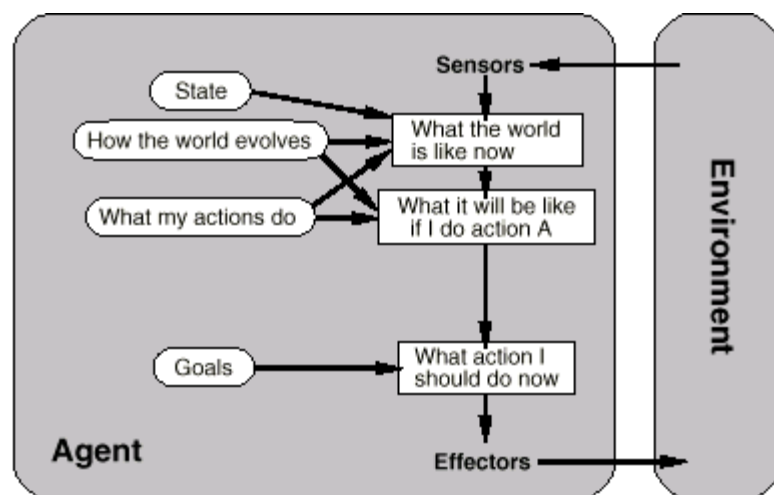 Sensors
State
What the world
is like now
How the world evolves
What it will be like
if I do action A
What my actions do
Environment
What action I
should do now
Goals
Agent
Effectors